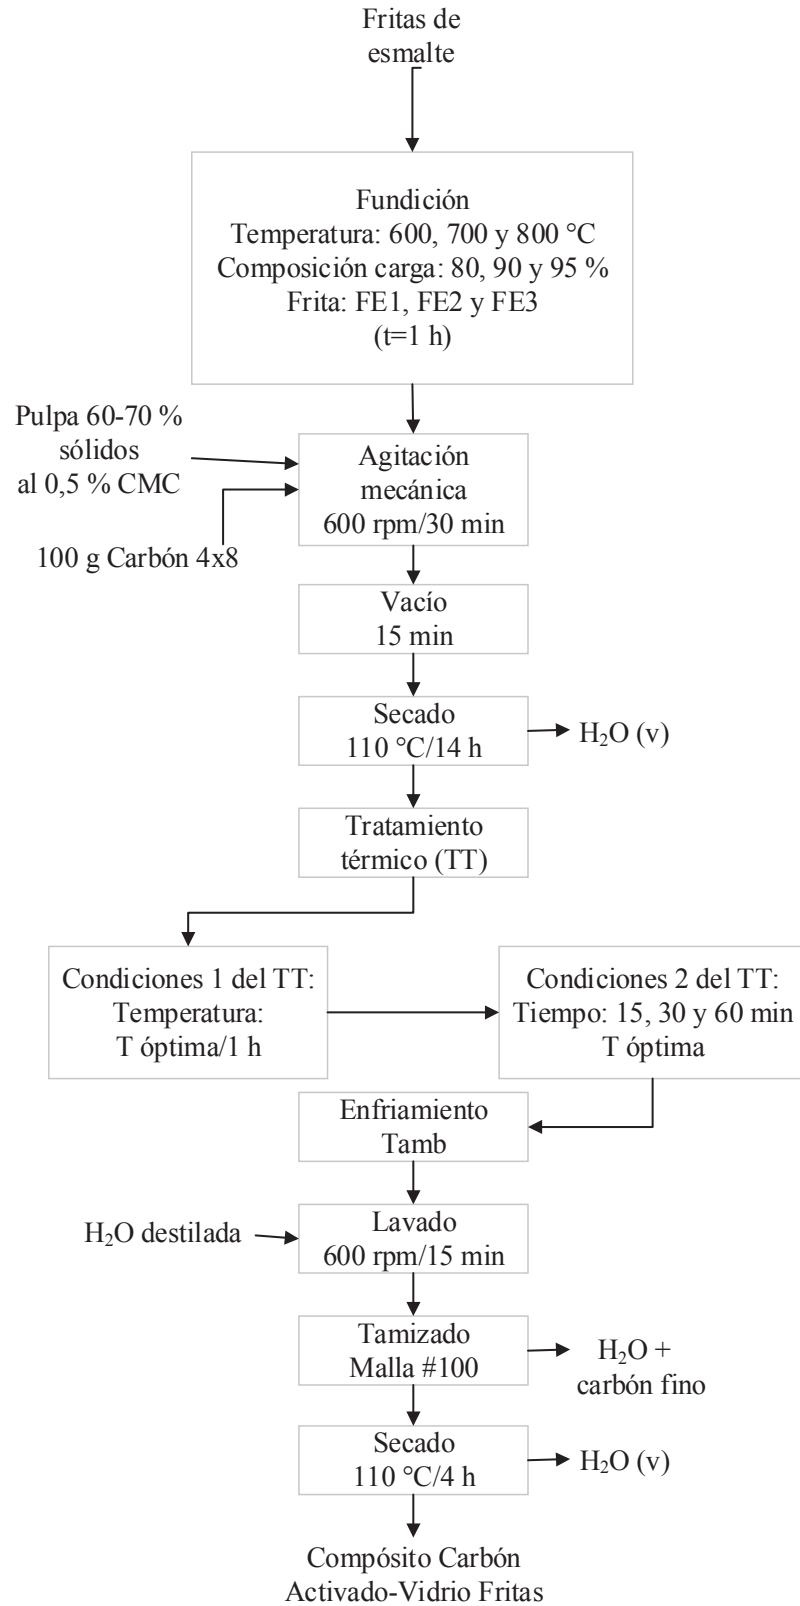 Fritas de
esmalte
Fundición
Temperatura: 600, 700 y 800 °C
Composición carga: 80, 90 y 95 %
Frita: FE1, FE2 y FE3
(t=1 h)
Pulpa 60-70 %
sólidos
al 0,5 % CMC
100 g Carbón 4x8
Agitación
mecánica
600 rpm/30 min
Vacío
15 min
Secado
110 °C/14 h
H₂O (v)
Tratamiento
térmico (TT)
Condiciones 1 del TT:
Temperatura:
T óptima/1 h
Condiciones 2 del TT:
Tiempo: 15, 30 y 60 min
T óptima
Enfriamiento
Tamb
H₂O destilada
Lavado
600 rpm/15 min
Tamizado
Malla #100
H₂O +
carbón fino
Secado
110 °C/4 h
H₂O (v)
Compósito Carbón
Activado-Vidrio Fritas